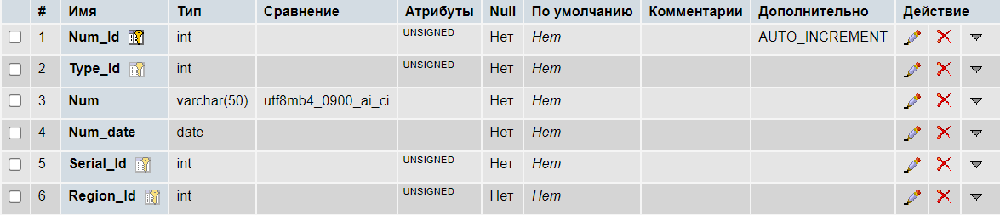 # Имя Тип Сравнение Атрибуты Null По умолчанию Комментарии Дополнительно Действие
1 Num_Id int UNSIGNED Нет Нет AUTO_INCREMENT
2 Type_Id int UNSIGNED Нет Нет
3 Num varchar(50) utf8mb4_0900_ai_ci Нет Нет
4 Num_date date Нет Нет
5 Serial_Id int UNSIGNED Нет Нет
6 Region_Id int UNSIGNED Нет Нет